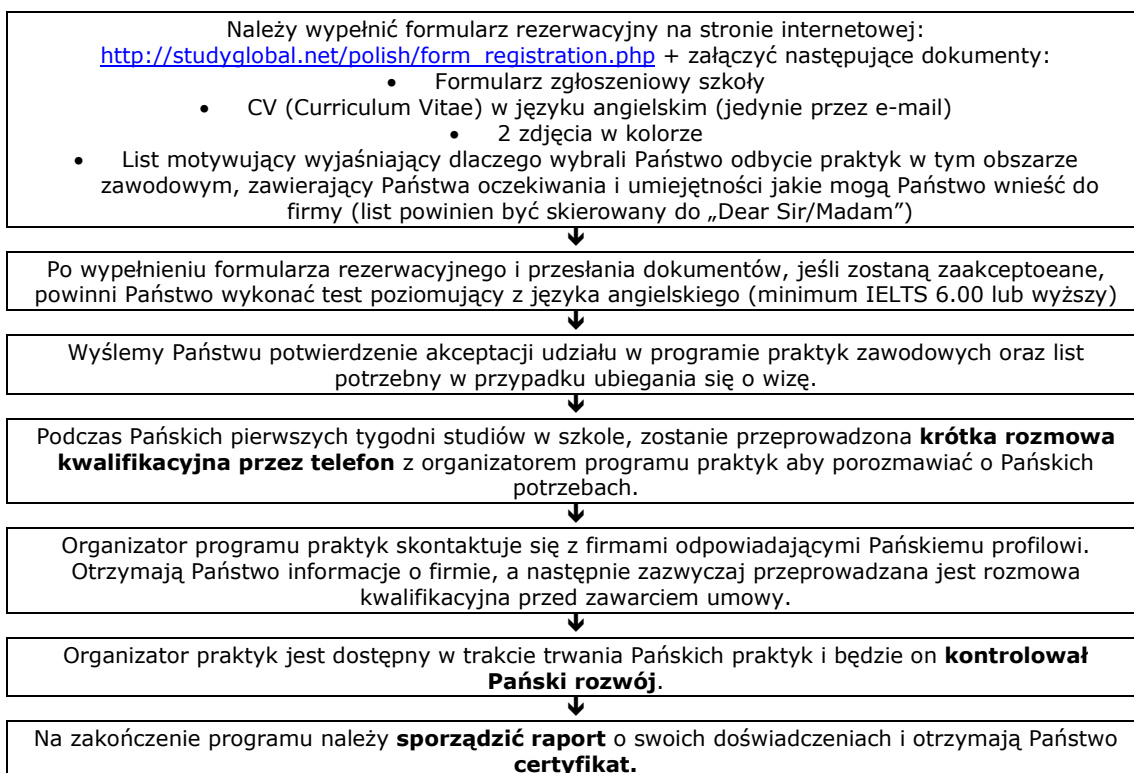 Należy wypełnić formularz rezerwacyjny na stronie internetowej:
http://studyglobal.net/polish/form_registration.php + załączyć następujące dokumenty:
• Formularz zgłoszeniowy szkoły
• CV (Curriculum Vitae) w języku angielskim (jedynie przez e-mail)
• 2 zdjęcia w kolorze
• List motywujący wyjaśniający dlaczego wybrali Państwo odbycie praktyk w tym obszarze
zawodowym, zawierający Państwa oczekiwania i umiejętności jakie mogą Państwo wnieść do
firmy (list powinien być skierowany do „Dear Sir/Madam”)
Po wypełnieniu formularza rezerwacyjnego i przesłania dokumentów, jeśli zostaną zaakceptoeane,
powinni Państwo wykonać test poziomujący z języka angielskiego (minimum IELTS 6.00 lub wyższy)
Wyślemy Państwu potwierdzenie akceptacji udziału w programie praktyk zawodowych oraz list
potrzebny w przypadku ubiegania się o wizę.
Podczas Pańskich pierwszych tygodni studiów w szkole, zostanie przeprowadzona krótka rozmowa
kwalifikacyjna przez telefon z organizatorem programu praktyk aby porozmawiać o Pańskich
potrzebach.
Organizator programu praktyk skontaktuje się z firmami odpowiadającymi Pańskiemu profilowi.
Otrzymają Państwo informacje o firmie, a następnie zazwyczaj przeprowadzana jest rozmowa
kwalifikacyjna przed zawarciem umowy.
Organizator praktyk jest dostępny w trakcie trwania Pańskich praktyk i będzie on kontrolował
Pański rozwój.
Na zakończenie programu należy sporządzić raport o swoich doświadczeniach i otrzymają Państwo
certyfikat.